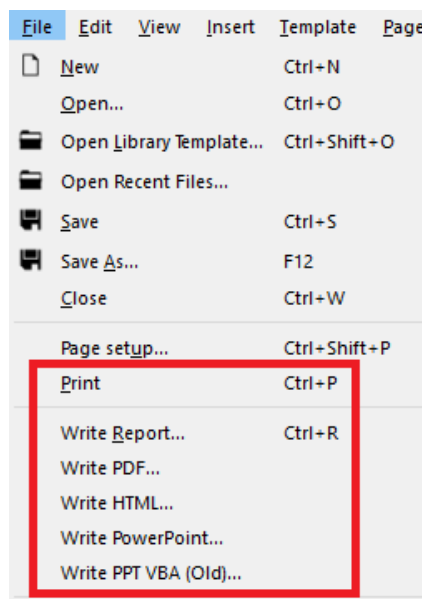 File Edit View Insert Template Page
New Ctrl+N
Open... Ctrl+O
Open Library Template... Ctrl+Shift+O
Open Recent Files...
Save Ctrl+S
Save As... F12
Close Ctrl+W
Page setup... Ctrl+Shift+P
Print Ctrl+P
Write Report... Ctrl+R
Write PDF...
Write HTML...
Write PowerPoint...
Write PPT VBA (Old)...